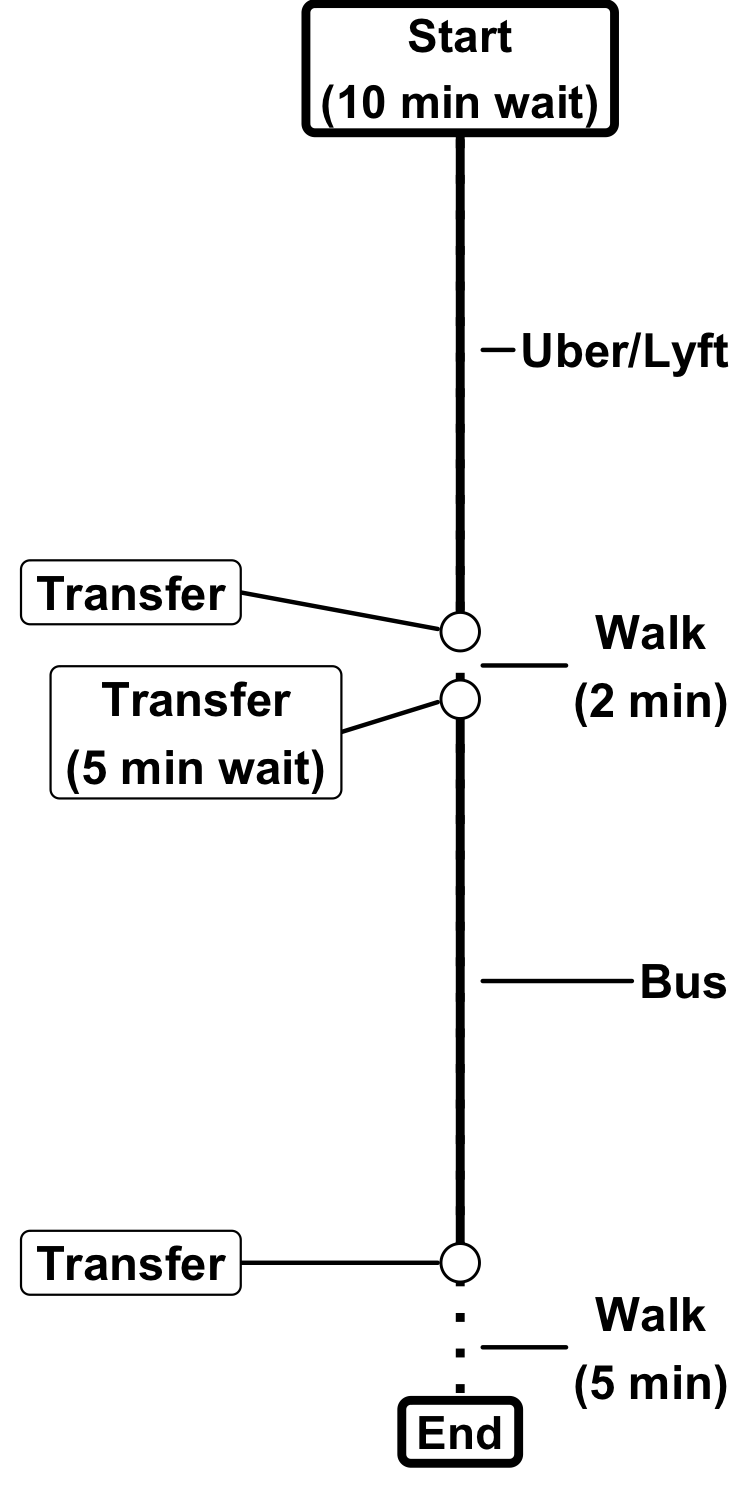 Start
(10 min wait)
Uber/Lyft
Transfer
Walk
(2 min)
Transfer
(5 min wait)
Bus
Transfer
Walk
(5 min)
End